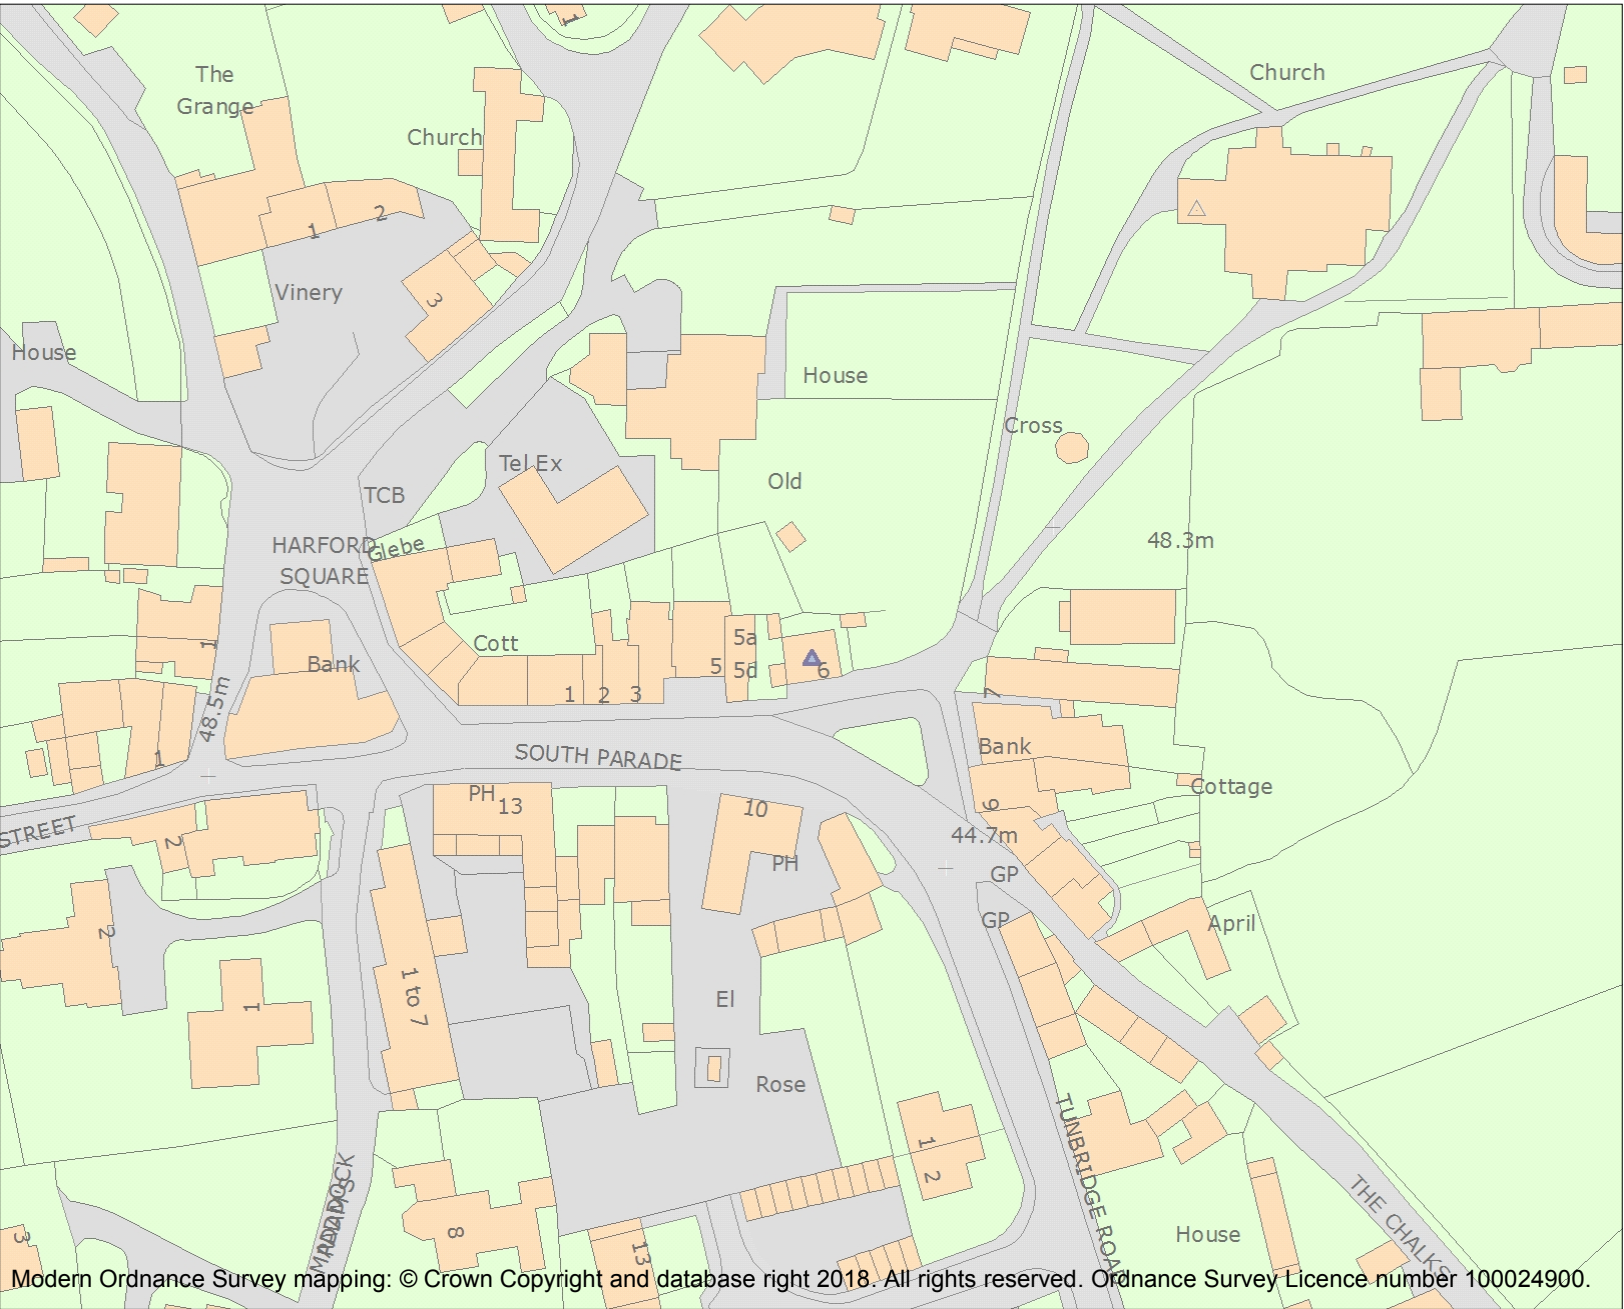 1
The
Grange
Church
Church
1
2
Vinery
3
House
House
Cross
Tel Ex
TCB
Old
HARFORD
SQUARE
Glebe
48.3m
Cott
5a
5
5d
6
1
2
3
1
Bank
48.5m
7
Bank
1
SOUTH PARADE
Cottage
PH
13
10
9
44.7m
STREET
2
PH
GP
GP
April
2
1 to 7
1
El
Rose
1
2
TUNBRIDGE ROAD
MADDOCK
THE CHALKS
3
8
13
House
Modern Ordnance Survey mapping: © Crown Copyright and database right 2018. All rights reserved. Ordnance Survey Licence number 100024900.